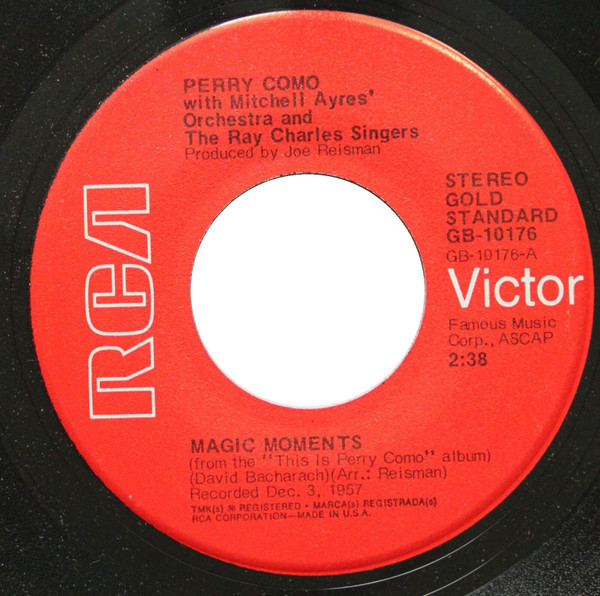 PERRY COMO
with Mitchell Ayres'
Orchestra and
The Ray Charles Singers
Produced by Joe Reisman
RCA
STEREO
GOLD
STANDARD
GB-10176
GB-10176-A
Victor
Famous Music
Corp., ASCAP
2:38
MAGIC MOMENTS
(from the "This Is Perry Como" album)
(David Bacharach)(Arr.: Reisman)
Recorded Dec. 3, 1957
TMK(s) ® REGISTERED • MARCA(s) REGISTRADA(s)
RCA CORPORATION—MADE IN U.S.A.